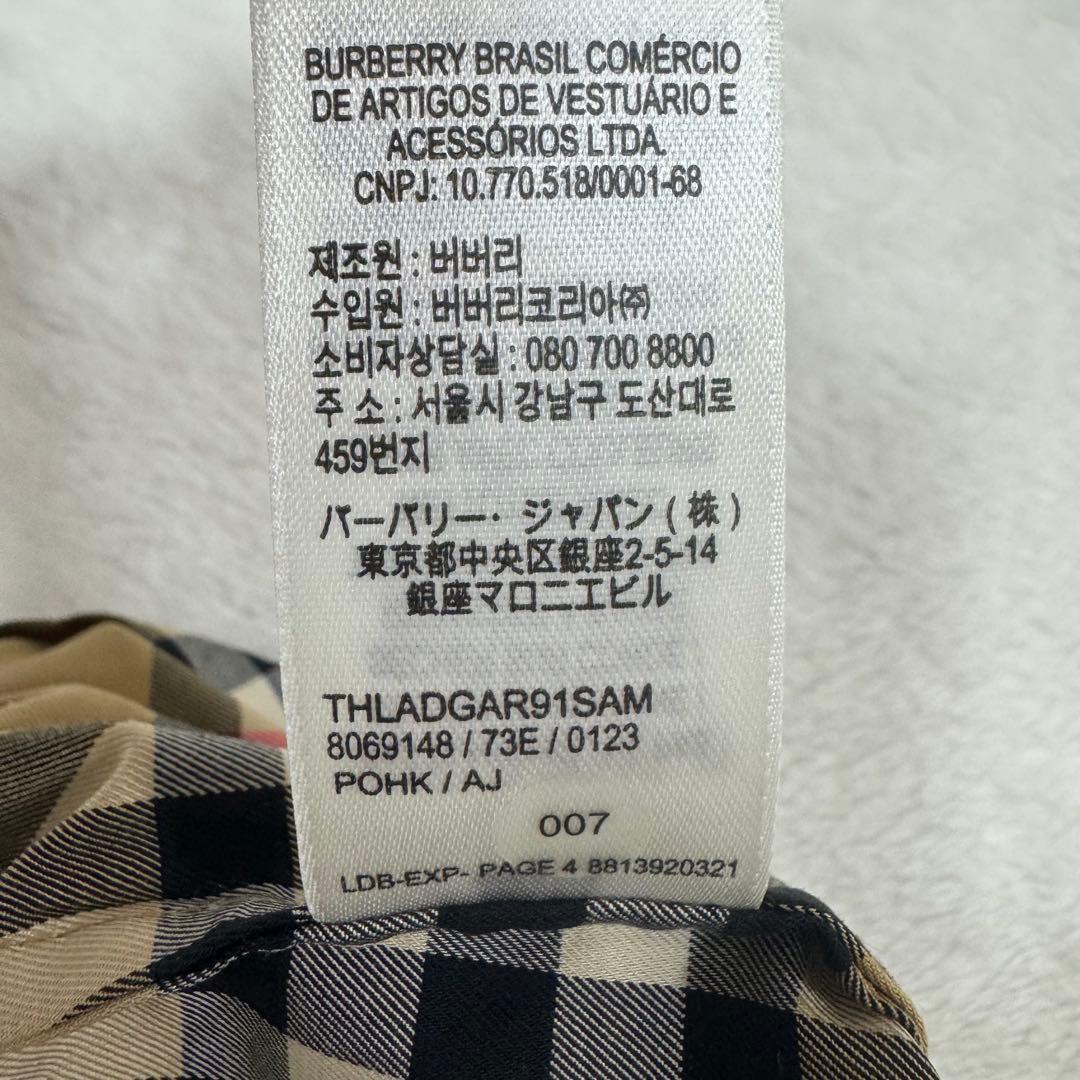 BURBERRY BRASIL COMÉRCIO
DE ARTIGOS DE VESTUÁRIO E
ACESSÓRIOS LTDA.
CNPJ: 10.770.518/0001-68
제조원 : 버버리
수입원 : 버버리코리아㈜
소비자상담실 : 080 700 8800
주 소 : 서울시 강남구 도산대로
459번지
バーバリー・ジャパン ( 株 )
東京都中央区銀座2-5-14
銀座マロニエビル
THLADGAR91SAM
8069148 / 73E / 0123
POHK / AJ
007
LDB-EXP- PAGE 4 8813920321